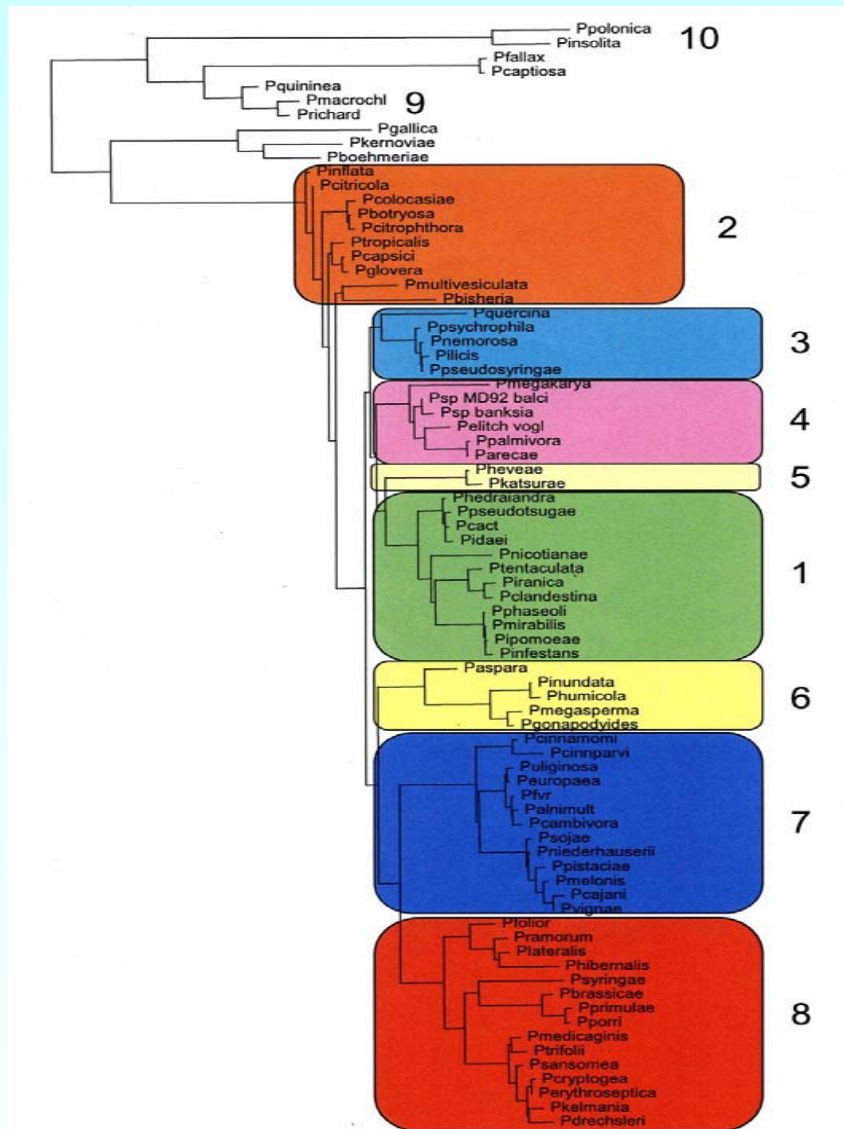 Ppolonica
10
Pinsolita
Pfallax
Pcaptiosa
Pquininea
Pmacrochl
9
Prichard
Pgallica
Pkernoviae
Pboehmeriae
Pinflata
Pcitricola
Pcolocasiae
Pbotryosa
2
Pcitrophthora
Ptropicalis
Pcapsici
Pglovera
Pmultivesiculata
Pbisheria
Pquercina
Ppsychrophila
Pnemorosa
3
Pilicis
Ppseudosyringae
Pmegakarya
Psp MD92 balci
Psp banksia
4
Pelitch vogl
Ppalmivora
Parecae
Pheveae
5
Pkatsurae
Phedraiandra
Ppseudotsugae
Pcact
Pidaei
Pnicotianae
Ptentaculata
1
Piranica
Pclandestina
Pphaseoli
Pmirabilis
Pipomoeae
Pinfestans
Paspara
Pinundata
6
Phumicola
Pmegasperma
Pgonapodyides
Pcinnamomi
Pcinnparvi
Puliginosa
Peuropaea
Pfvr
Palnimult
7
Pcambivora
Psojae
Pniederhauserii
Ppistaciae
Pmelonis
Pcajani
Pvignae
Pfolior
Pramorum
Plateralis
Phibernalis
Psyringae
Pbrassicae
Pprimulae
8
Pporri
Pmedicaginis
Ptrifolii
Psansomea
Pcryptogea
Perythroseptica
Pkelmania
Pdrechsleri